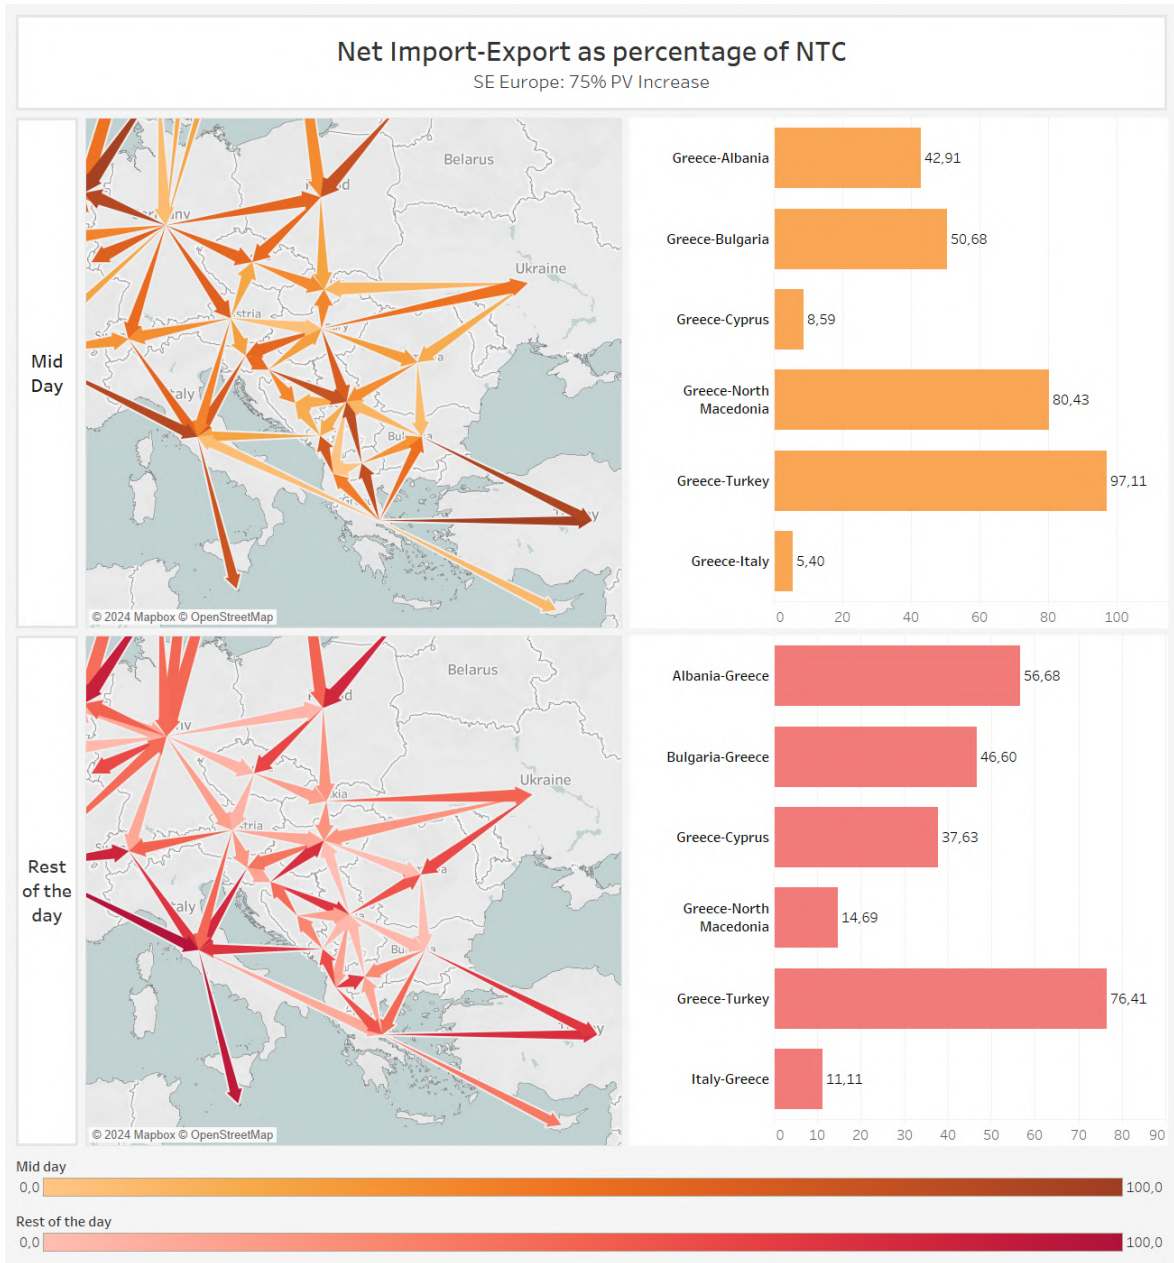 Net Import-Export as percentage of NTC
SE Europe: 75% PV Increase
Mid
Day
Belarus
Ukraine
© 2024 Mapbox © OpenStreetMap
Greece-Albania
42,91
Greece-Bulgaria
50,68
Greece-Cyprus
8,59
Greece-North
Macedonia
80,43
Greece-Turkey
97,11
Greece-Italy
5,40
0 20 40 60 80 100
Rest
of the
day
Belarus
Ukraine
© 2024 Mapbox © OpenStreetMap
Albania-Greece
56,68
Bulgaria-Greece
46,60
Greece-Cyprus
37,63
Greece-North
Macedonia
14,69
Greece-Turkey
76,41
Italy-Greece
11,11
0 10 20 30 40 50 60 70 80 90
Mid day
0,0 100,0
Rest of the day
0,0 100,0